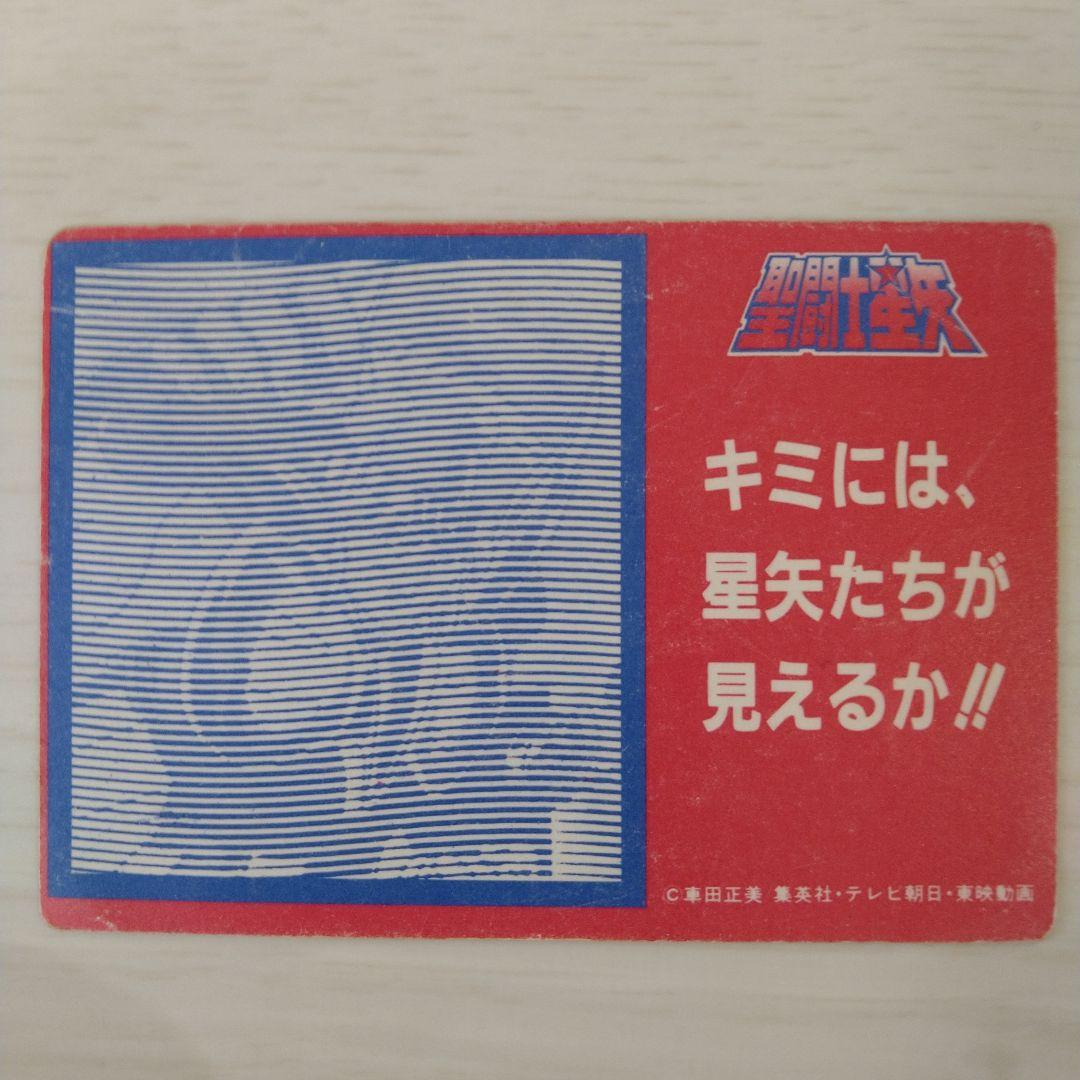 聖闘士星矢
キミには、
星矢たちが
見えるか!!
©車田正美 集英社・テレビ朝日・東映動画